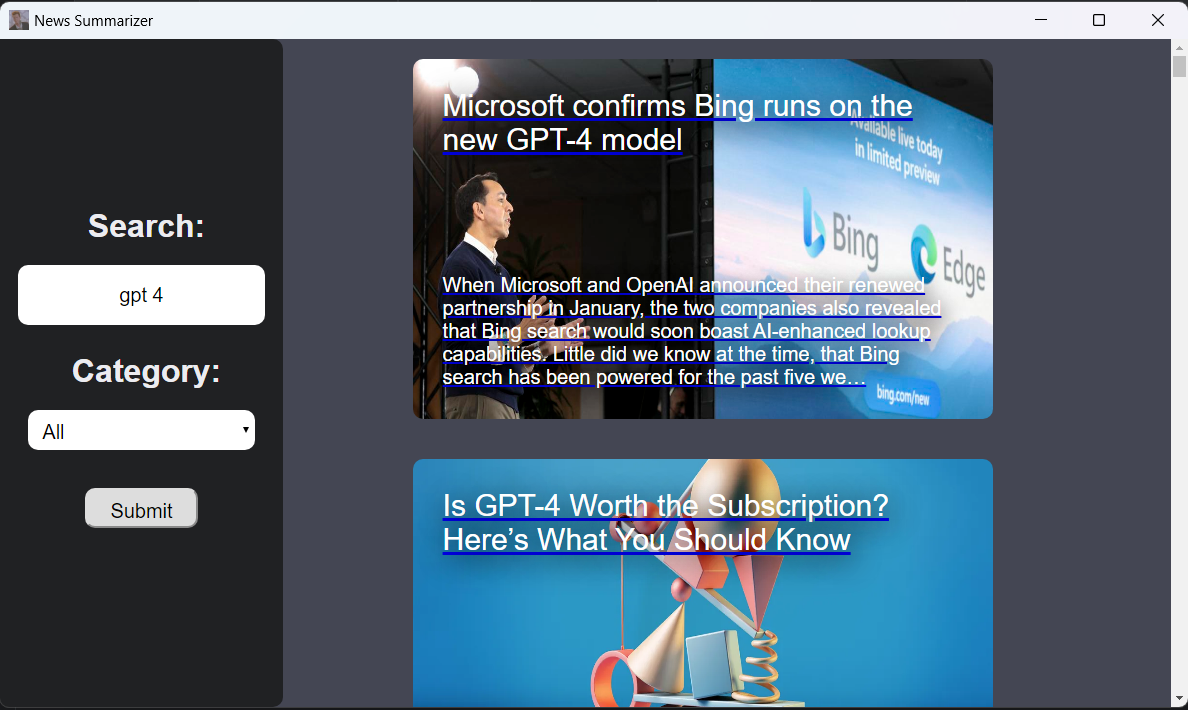 News Summarizer
Search:
gpt 4
Category:
All
Submit
Microsoft confirms Bing runs on the
new GPT-4 model
Available live today
in limited preview
Bing
Edge
When Microsoft and OpenAI announced their renewed
partnership in January, the two companies also revealed
that Bing search would soon boast AI-enhanced lookup
capabilities. Little did we know at the time, that Bing
search has been powered for the past five we…
bing.com/new
Is GPT-4 Worth the Subscription?
Here’s What You Should Know